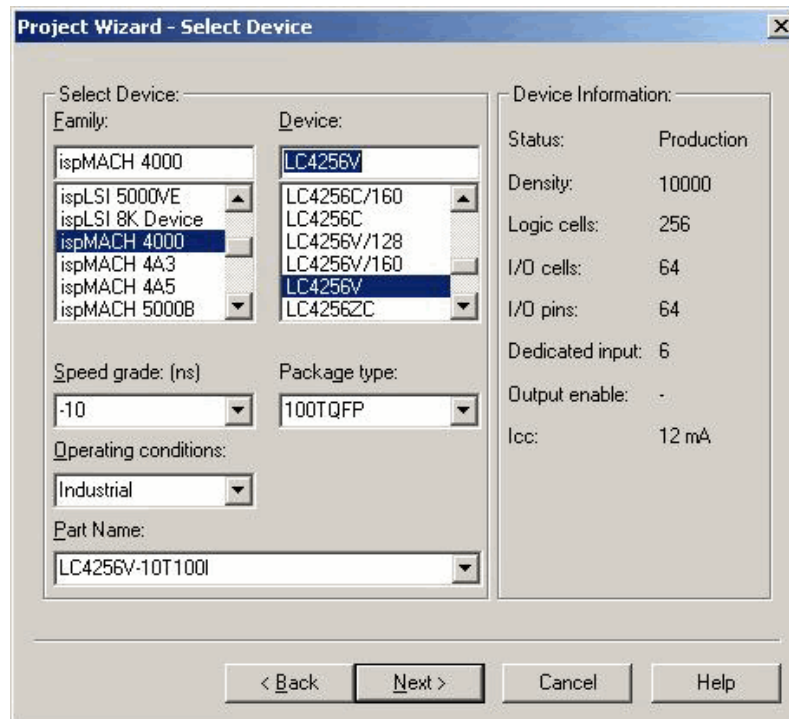 Project Wizard - Select Device
Select Device:
Family:
Device:
ispMACH 4000
LC4256V
ispLSI 5000VE
ispLSI 8K Device
ispMACH 4000
ispMACH 4A3
ispMACH 4A5
ispMACH 5000B
LC4256C/160
LC4256C
LC4256V/128
LC4256V/160
LC4256V
LC4256ZC
Speed grade: (ns)
Package type:
-10
100TQFP
Operating conditions:
Industrial
Part Name:
LC4256V-10T100I
Device Information:
Status: Production
Density: 10000
Logic cells: 256
I/O cells: 64
I/O pins: 64
Dedicated input: 6
Output enable: -
Icc: 12 mA
< Back
Next >
Cancel
Help